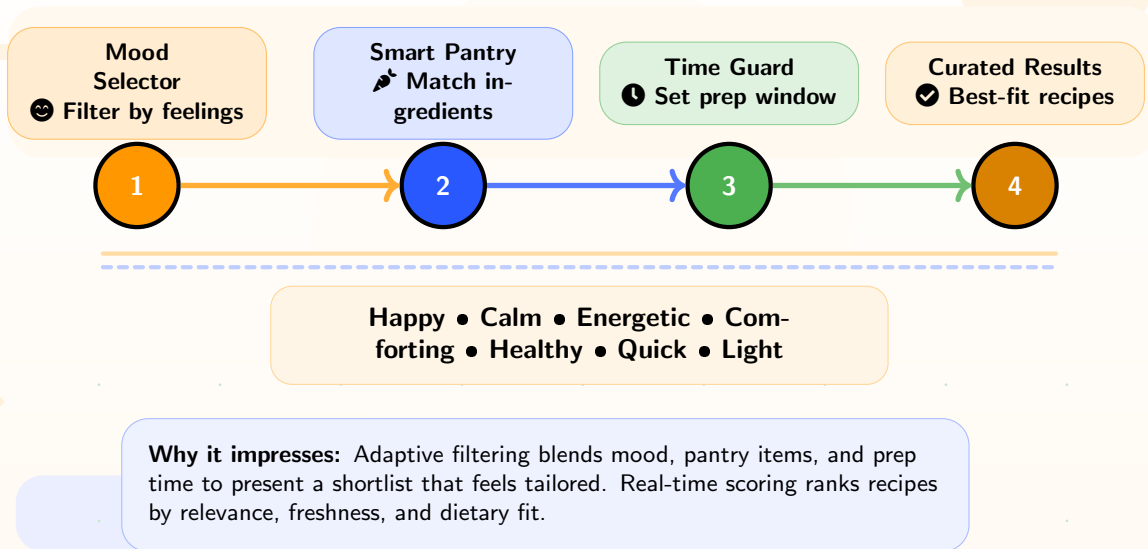 Mood
Selector
Filter by feelings
Smart Pantry
Match in-
gredients
Time Guard
Set prep window
Curated Results
Best-fit recipes
1
2
3
4
Happy • Calm • Energetic • Com-
forting • Healthy • Quick • Light
Why it impresses: Adaptive filtering blends mood, pantry items, and prep
time to present a shortlist that feels tailored. Real-time scoring ranks recipes
by relevance, freshness, and dietary fit.